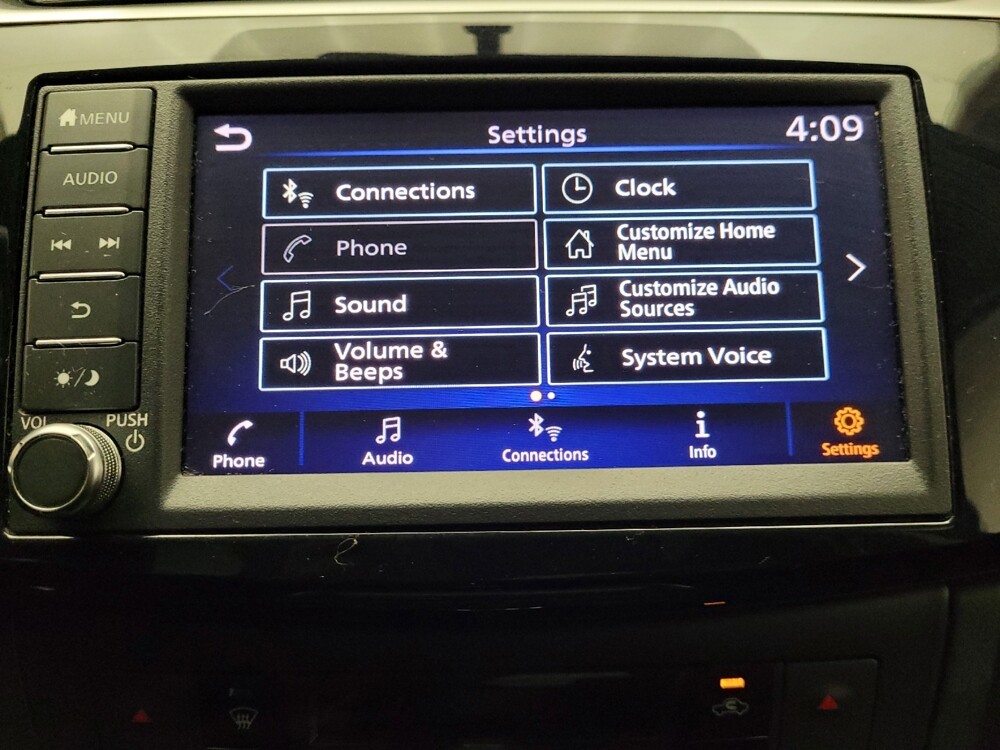 MENU
AUDIO
VOL
PUSH
Settings
4:09
Connections
Clock
Phone
Customize Home
Menu
Sound
Customize Audio
Sources
Volume &
Beeps
System Voice
Phone
Audio
Connections
Info
Settings